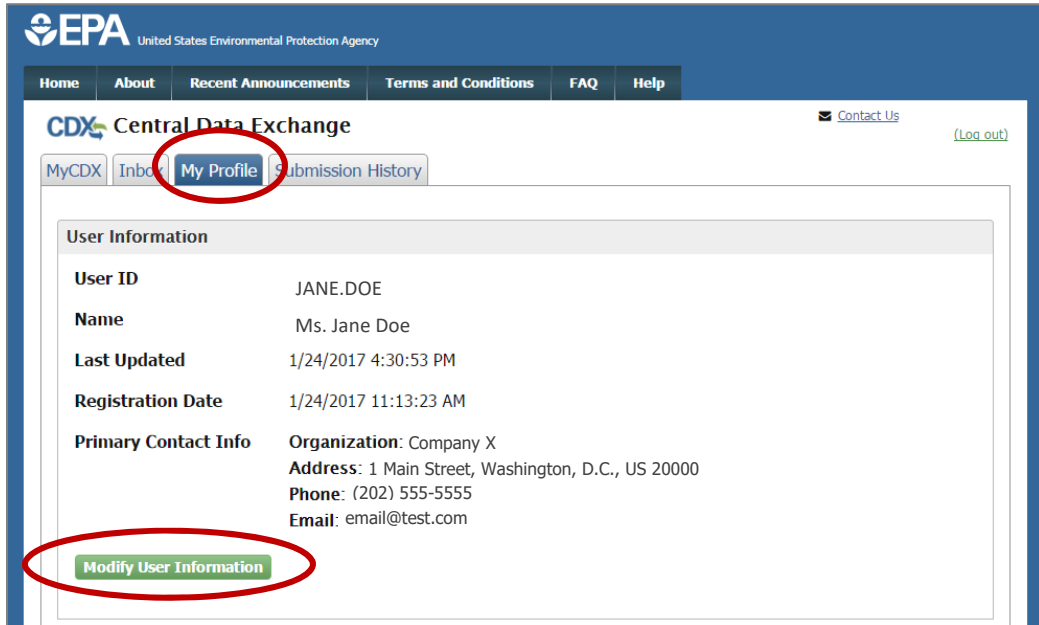 EPA United States Environmental Protection Agency
Home About Recent Announcements Terms and Conditions FAQ Help
CDX Central Data Exchange
Contact Us
(Log out)
MyCDX Inbox My Profile Submission History
User Information
User ID JANE.DOE
Name Ms. Jane Doe
Last Updated 1/24/2017 4:30:53 PM
Registration Date 1/24/2017 11:13:23 AM
Primary Contact Info Organization: Company X
Address: 1 Main Street, Washington, D.C., US 20000
Phone: (202) 555-5555
Email: email@test.com
Modify User Information